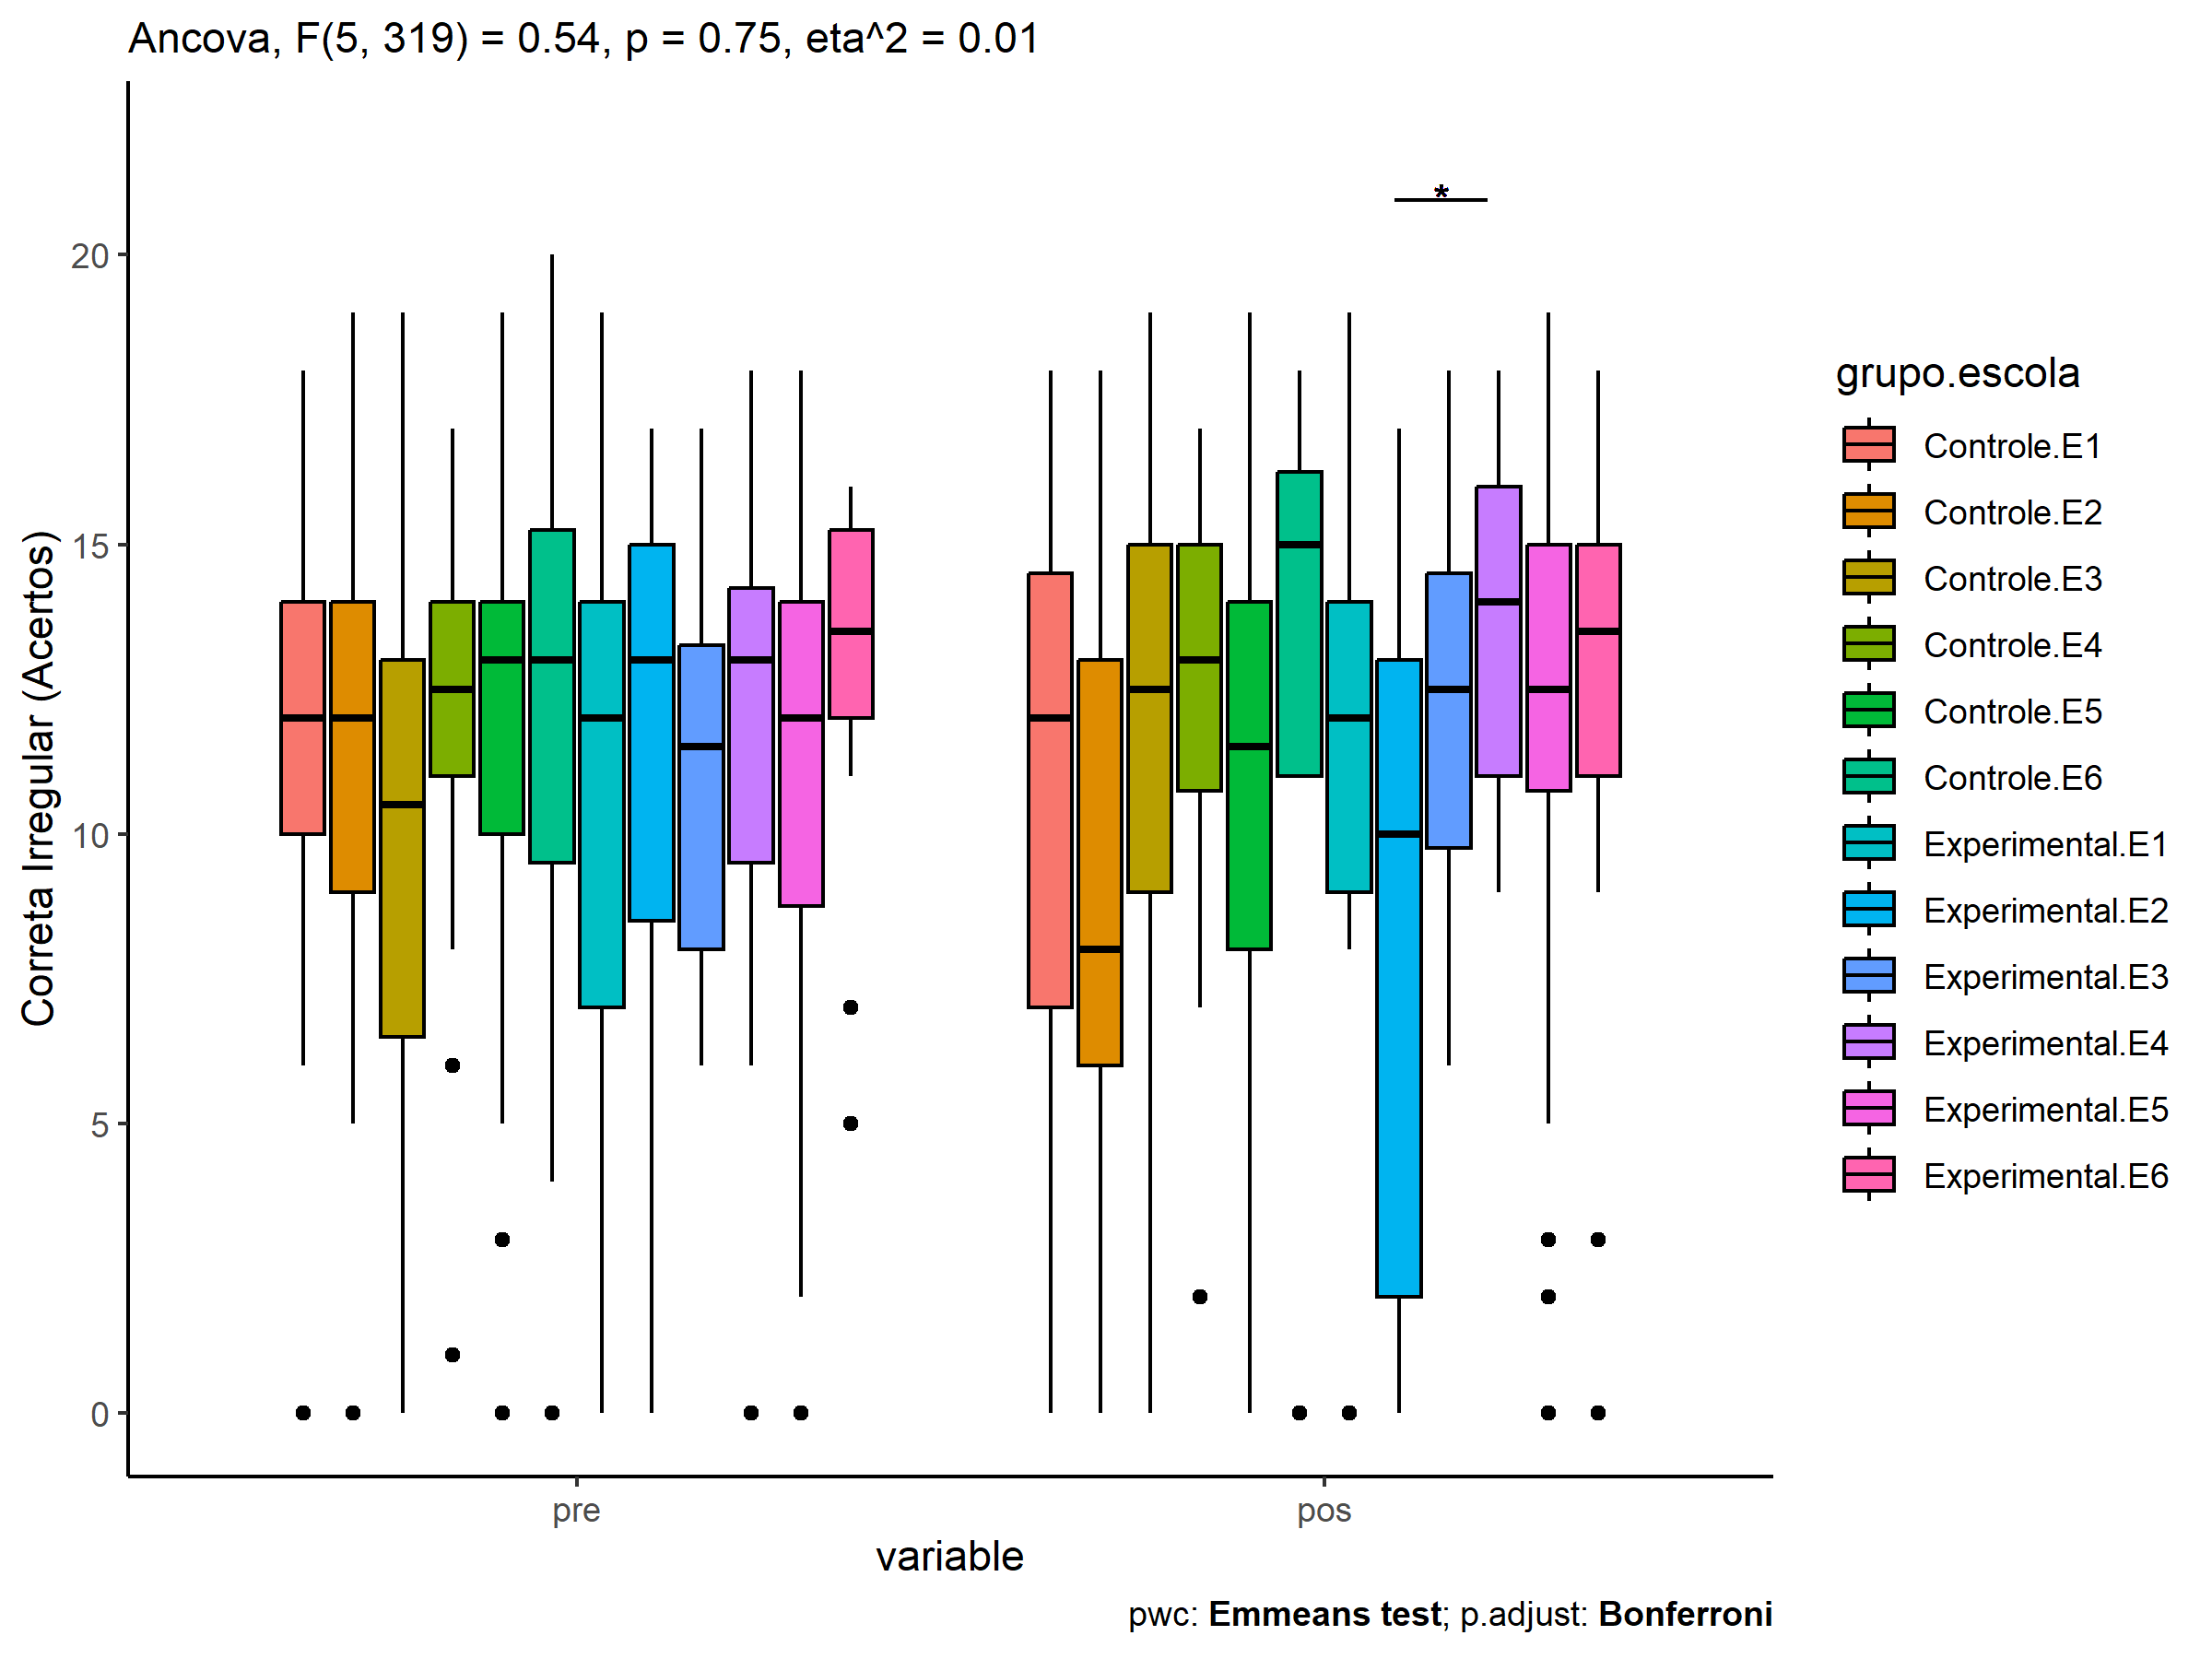 Ancova, F(5, 319) = 0.54, p = 0.75, eta^2 = 0.01
*
Correta Irregular (Acertos)
20
15
10
5
0
pre
pos
variable
grupo.escola
Controle.E1
Controle.E2
Controle.E3
Controle.E4
Controle.E5
Controle.E6
Experimental.E1
Experimental.E2
Experimental.E3
Experimental.E4
Experimental.E5
Experimental.E6
pwc: Emmeans test; p.adjust: Bonferroni